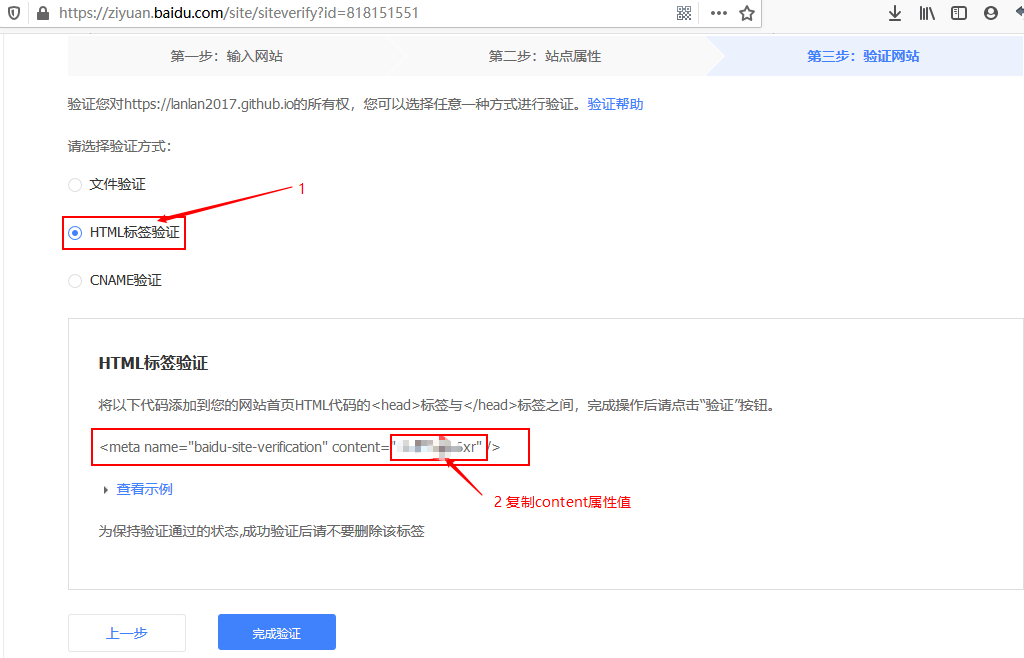 https://ziyuan.baidu.com/site/siteverify?id=818151551
第一步：输入网站
第二步：站点属性
第三步：验证网站
验证您对https://lanlan2017.github.io的所有权，您可以选择任意一种方式进行验证。验证帮助
请选择验证方式：
文件验证
1
HTML标签验证
CNAME验证
HTML标签验证
将以下代码添加到您的网站首页HTML代码的<head>标签与</head>标签之间，完成操作后请点击“验证”按钮。
<meta name="baidu-site-verification" content=" xr" />
查看示例
2 复制content属性值
为保持验证通过的状态,成功验证后请不要删除该标签
上一步
完成验证